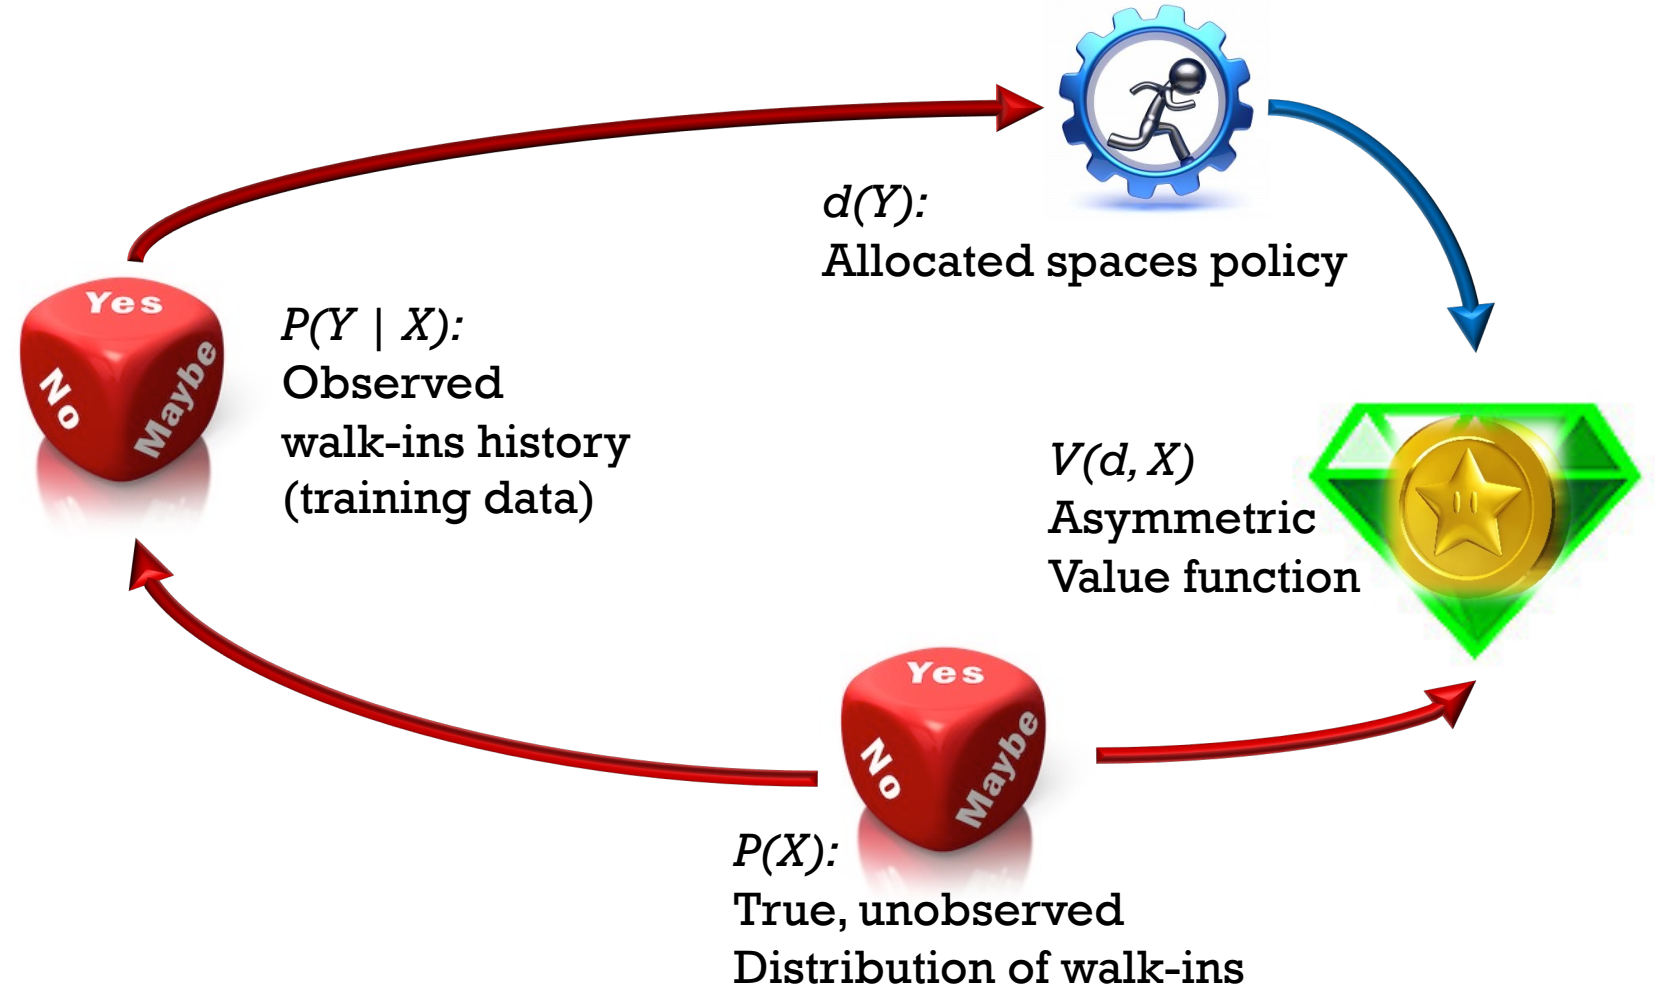 d(Y):
Allocated spaces policy
Yes
No
Maybe
P(Y | X):
Observed
walk-ins history
(training data)
V(d, X)
Asymmetric
Value function
Yes
No
Maybe
P(X):
True, unobserved
Distribution of walk-ins